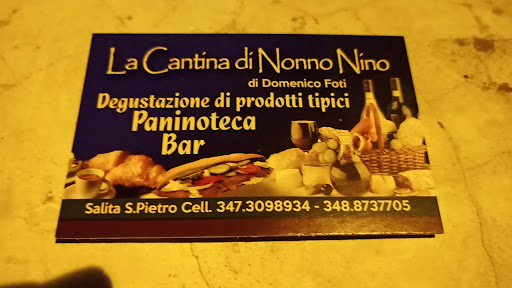 La Cantina di Nonno Nino
di Domenico Foti
Degustazione di prodotti tipici
Paninoteca
Bar
Salita S.Pietro Cell. 347.3098934 - 348.8737705